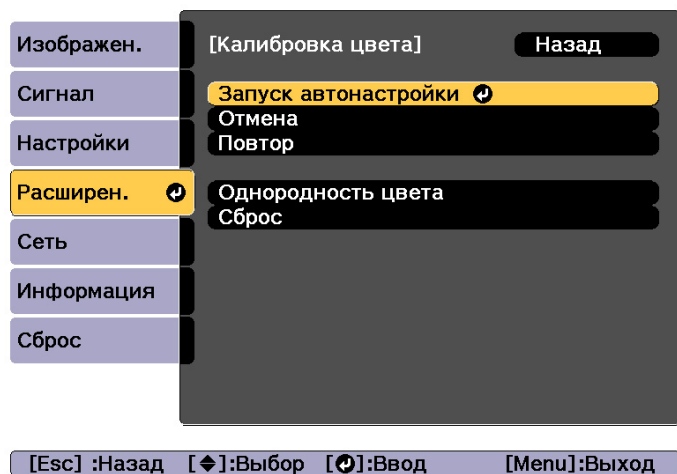 Изображен.
Сигнал
Настройки
Расширен.
Сеть
Информация
Сброс
[Калибровка цвета] Назад
Запуск автонастройки
Отмена
Повтор
Однородность цвета
Сброс
[Esc] :Назад [◆]:Выбор [⏎]:Ввод [Menu]:Выход